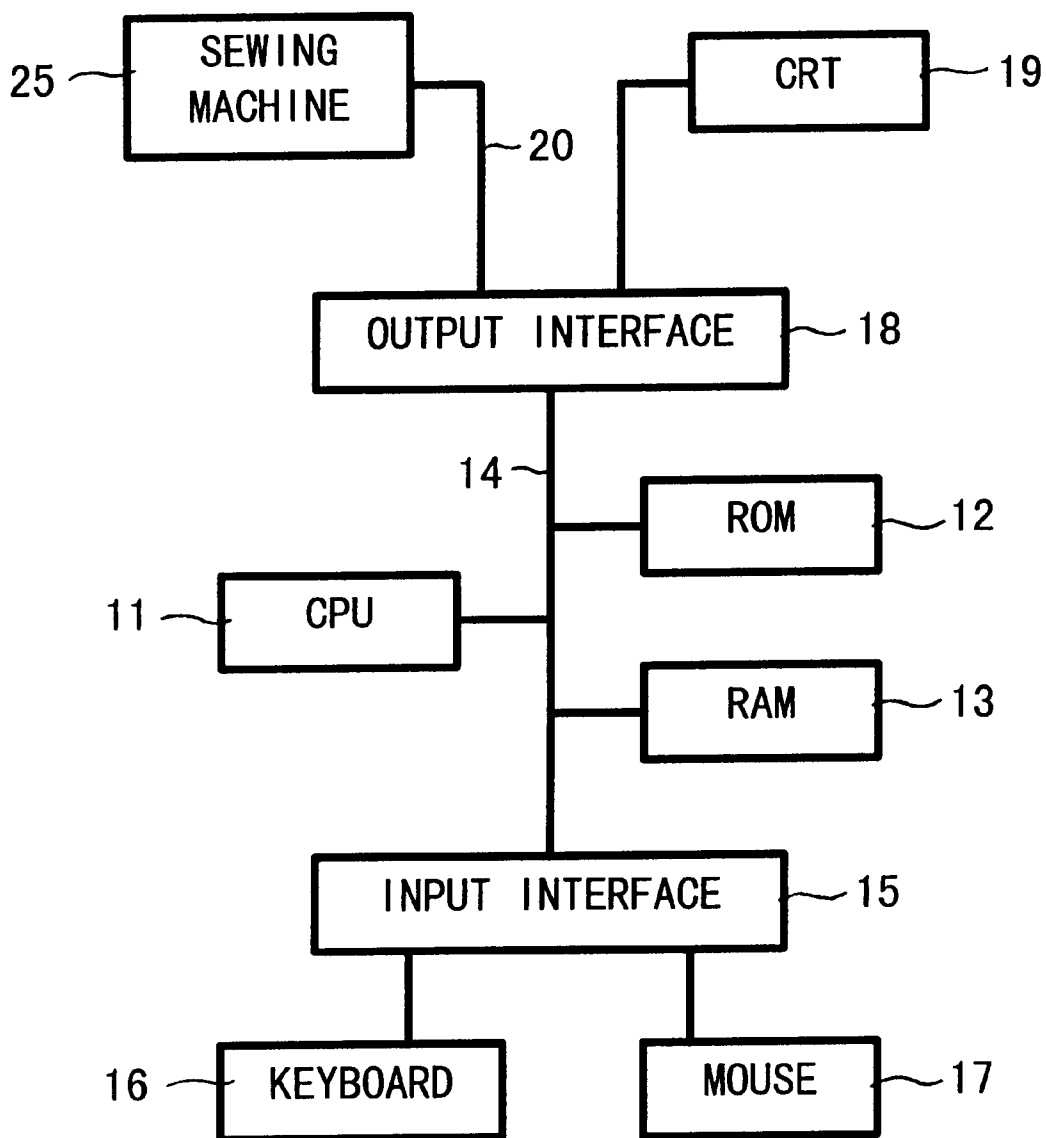 SEWING
MACHINE
25
CRT
19
20
OUTPUT INTERFACE
18
14
ROM
12
11
CPU
RAM
13
INPUT INTERFACE
15
16
KEYBOARD
MOUSE
17